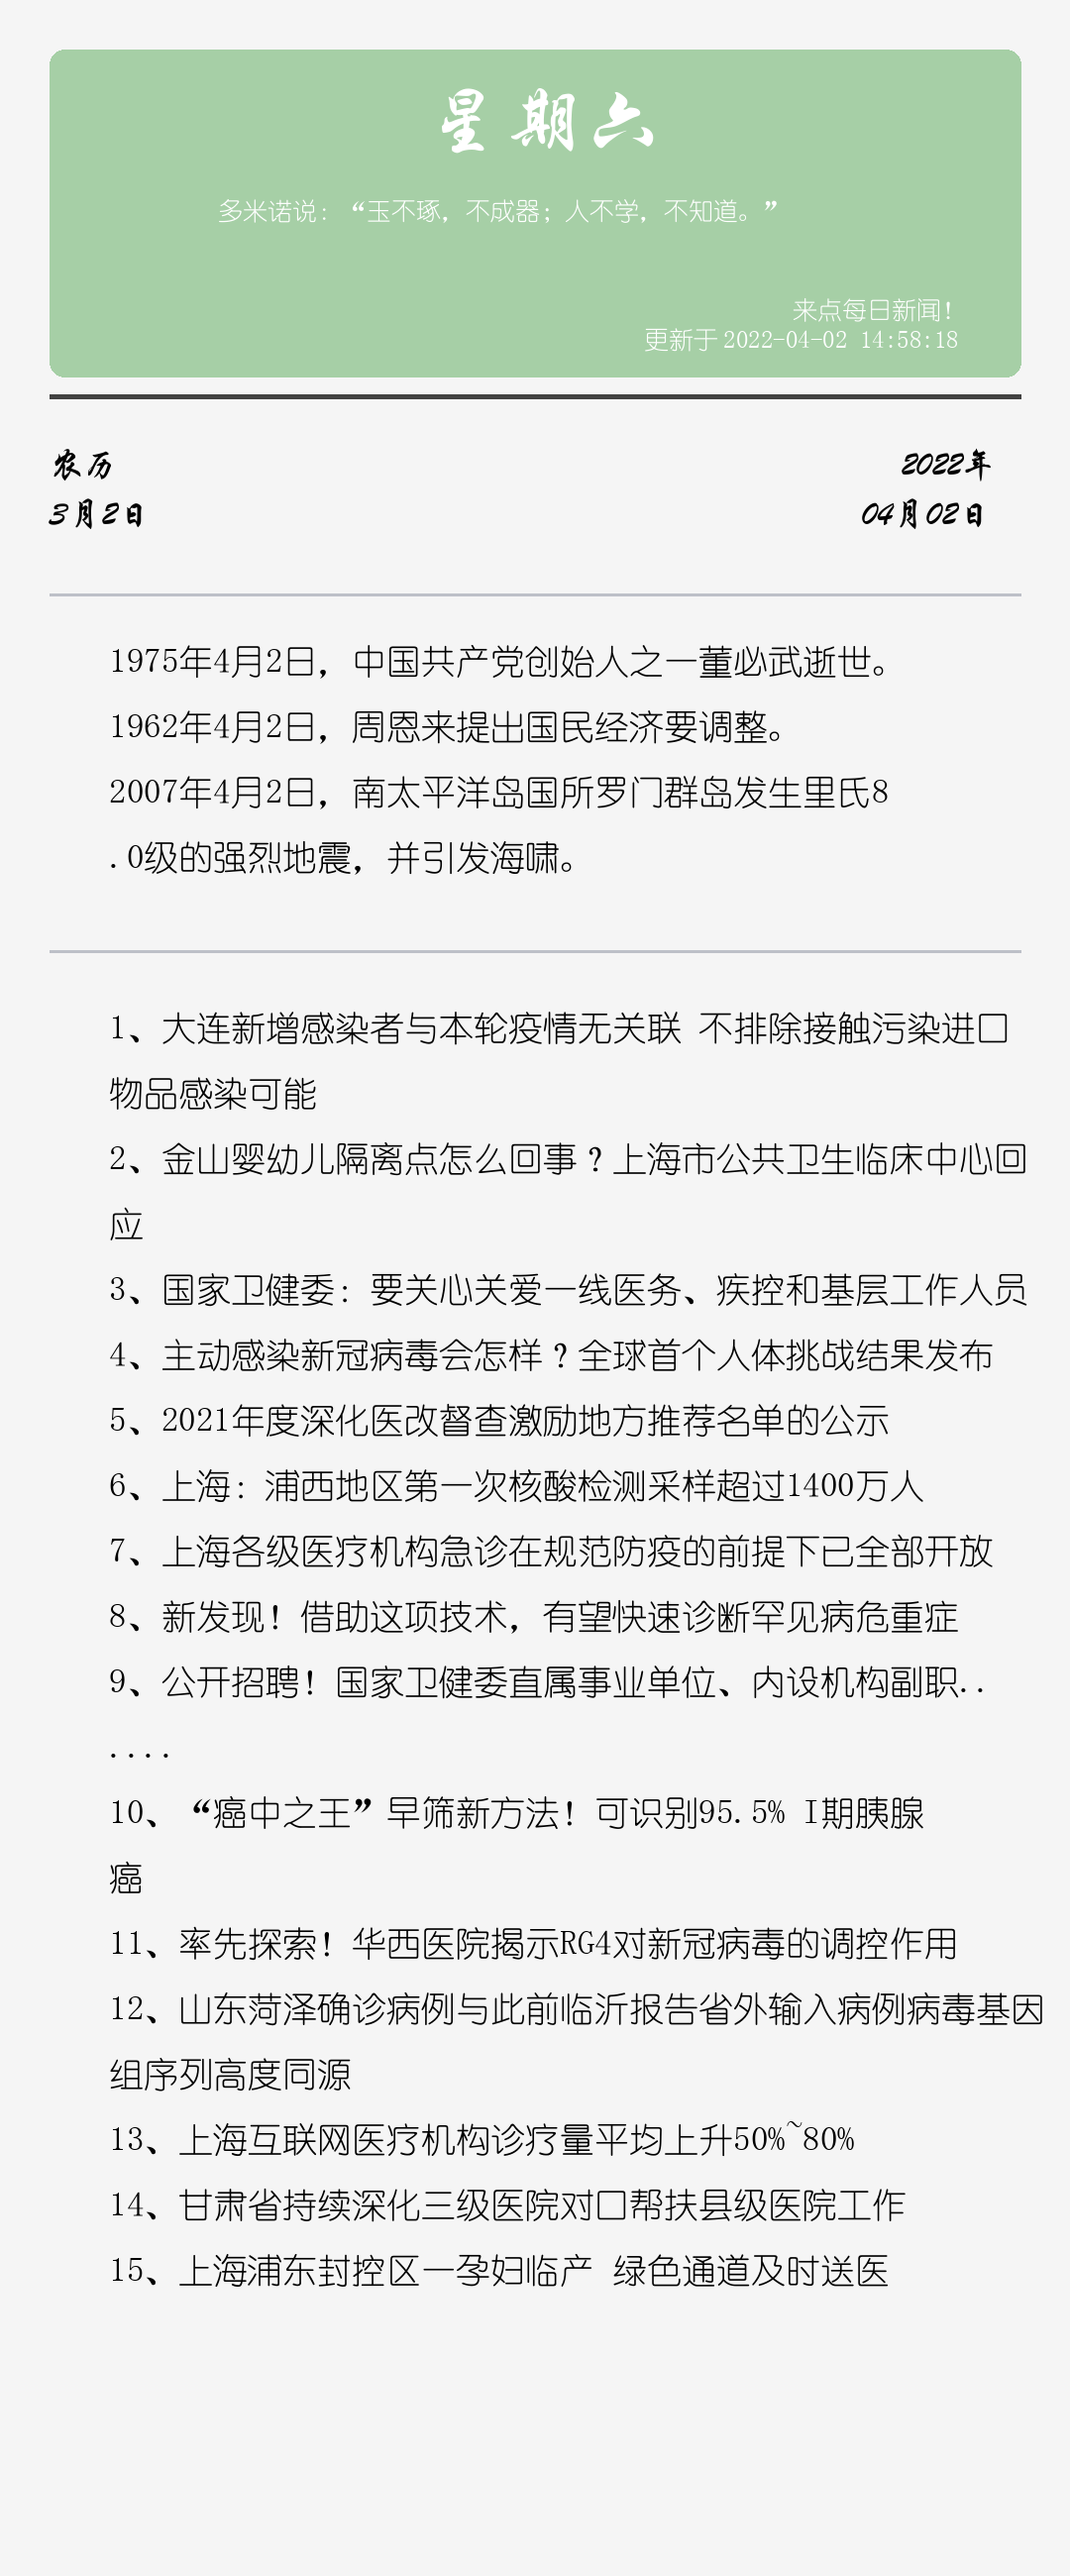 星期六
多米诺说：“玉不琢，不成器；人不学，不知道。”
来点每日新闻！
更新于 2022-04-02 14:58:18
农历
2022年
3月2日
04月02日
1975年4月2日，中国共产党创始人之一董必武逝世。
1962年4月2日，周恩来提出国民经济要调整。
2007年4月2日，南太平洋岛国所罗门群岛发生里氏8
.0级的强烈地震，并引发海啸。
1、大连新增感染者与本轮疫情无关联 不排除接触污染进口
物品感染可能
2、金山婴幼儿隔离点怎么回事？上海市公共卫生临床中心回
应
3、国家卫健委：要关心关爱一线医务、疾控和基层工作人员
4、主动感染新冠病毒会怎样？全球首个人体挑战结果发布
5、2021年度深化医改督查激励地方推荐名单的公示
6、上海：浦西地区第一次核酸检测采样超过1400万人
7、上海各级医疗机构急诊在规范防疫的前提下已全部开放
8、新发现！借助这项技术，有望快速诊断罕见病危重症
9、公开招聘！国家卫健委直属事业单位、内设机构副职..
....
10、“癌中之王”早筛新方法！可识别95.5% I期胰腺
癌
11、率先探索！华西医院揭示RG4对新冠病毒的调控作用
12、山东菏泽确诊病例与此前临沂报告省外输入病例病毒基因
组序列高度同源
13、上海互联网医疗机构诊疗量平均上升50%~80%
14、甘肃省持续深化三级医院对口帮扶县级医院工作
15、上海浦东封控区一孕妇临产 绿色通道及时送医